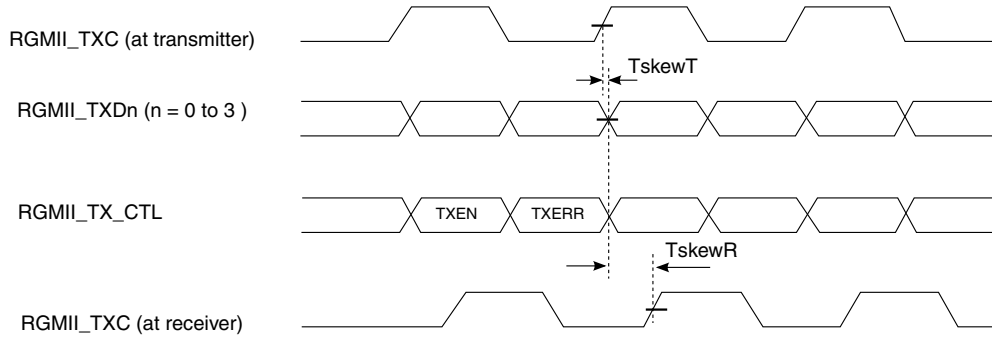 RGMII_TXC (at transmitter)
TskewT
RGMII_TXDn (n = 0 to 3 )
RGMII_TX_CTL
TXEN
TXERR
TskewR
RGMII_TXC (at receiver)